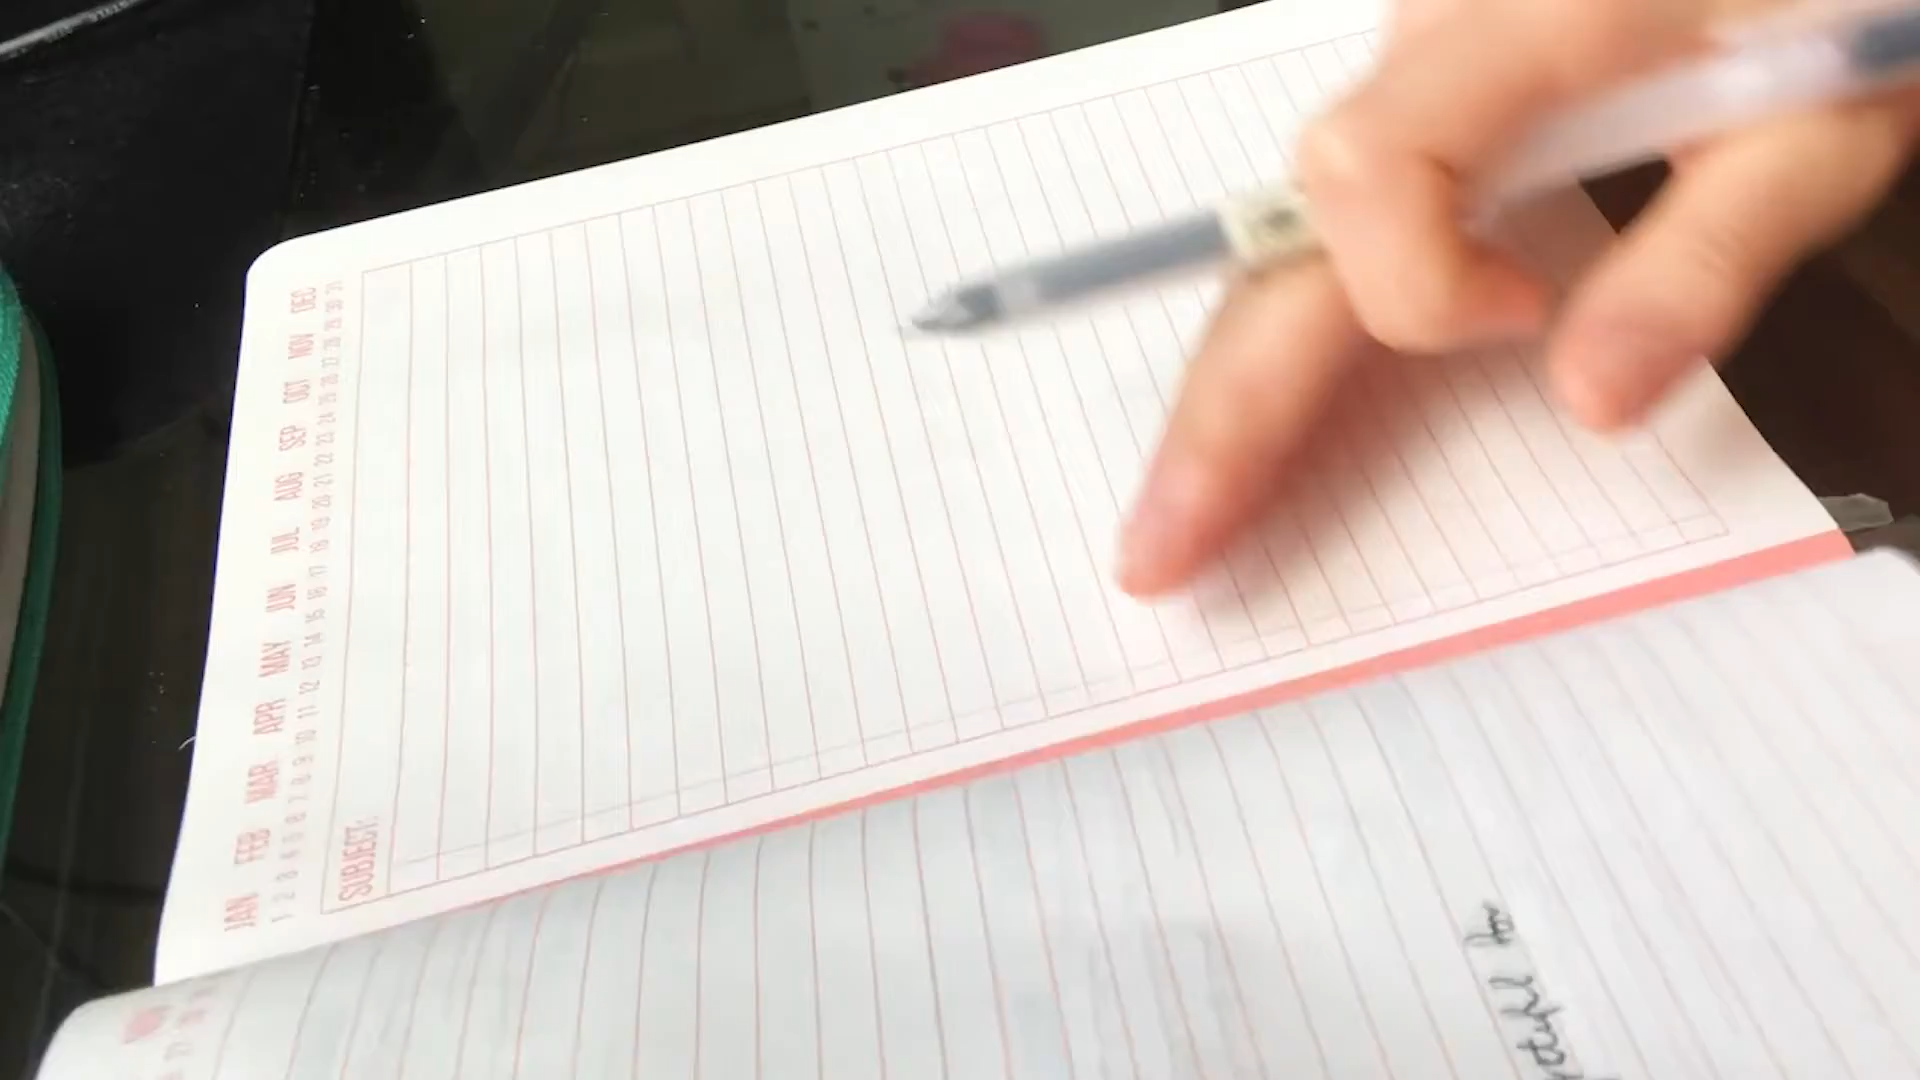 JAN FEB MAR APR MAY JUN JUL AUG SEP OCT NOV DEC
1 2 3 4 5 6 7 8 9 10 11 12 13 14 15 16 17 18 19 20 21 22 23 24 25 26 27 28 29 30 31
SUBJECT: